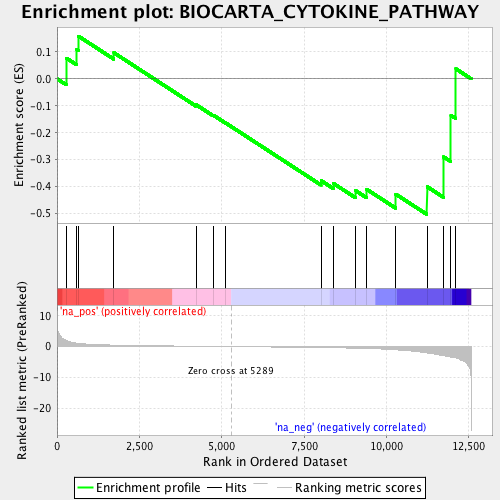 Enrichment plot: BIOCARTA_CYTOKINE_PATHWAY
Enrichment score (ES)
0.1
0.0
-0.1
-0.2
-0.3
-0.4
-0.5
'na_pos' (positively correlated)
Ranked list metric (PreRanked)
10
0
-10
-20
Zero cross at 5289
'na_neg' (negatively correlated)
0 2,500 5,000 7,500 10,000 12,500
Rank in Ordered Dataset
Enrichment profile Hits Ranking metric scores